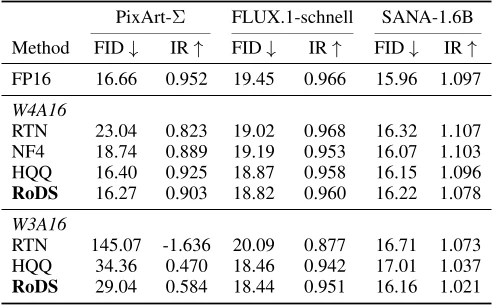 PixArt-Σ FLUX.1-schnell SANA-1.6B
Method FID ↓ IR ↑ FID ↓ IR ↑ FID ↓ IR ↑
FP16 16.66 0.952 19.45 0.966 15.96 1.097
W4A16
RTN 23.04 0.823 19.02 0.968 16.32 1.107
NF4 18.74 0.889 19.19 0.953 16.07 1.103
HQQ 16.40 0.925 18.87 0.958 16.15 1.096
RoDS 16.27 0.903 18.82 0.960 16.22 1.078
W3A16
RTN 145.07 -1.636 20.09 0.877 16.71 1.073
HQQ 34.36 0.470 18.46 0.942 17.01 1.037
RoDS 29.04 0.584 18.44 0.951 16.16 1.021